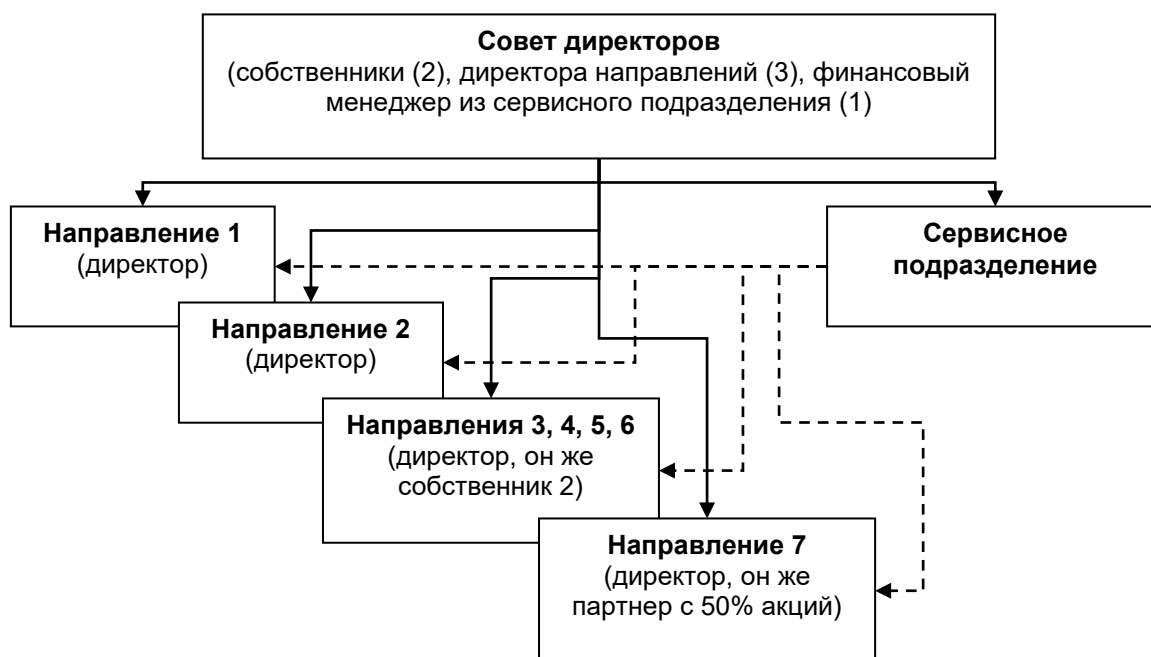 Совет директоров
(собственники (2), директора направлений (3), финансовый
менеджер из сервисного подразделения (1)
Направление 1
(директор)
Сервисное
подразделение
Направление 2
(директор)
Направления 3, 4, 5, 6
(директор, он же
собственник 2)
Направление 7
(директор, он же
партнер с 50% акций)